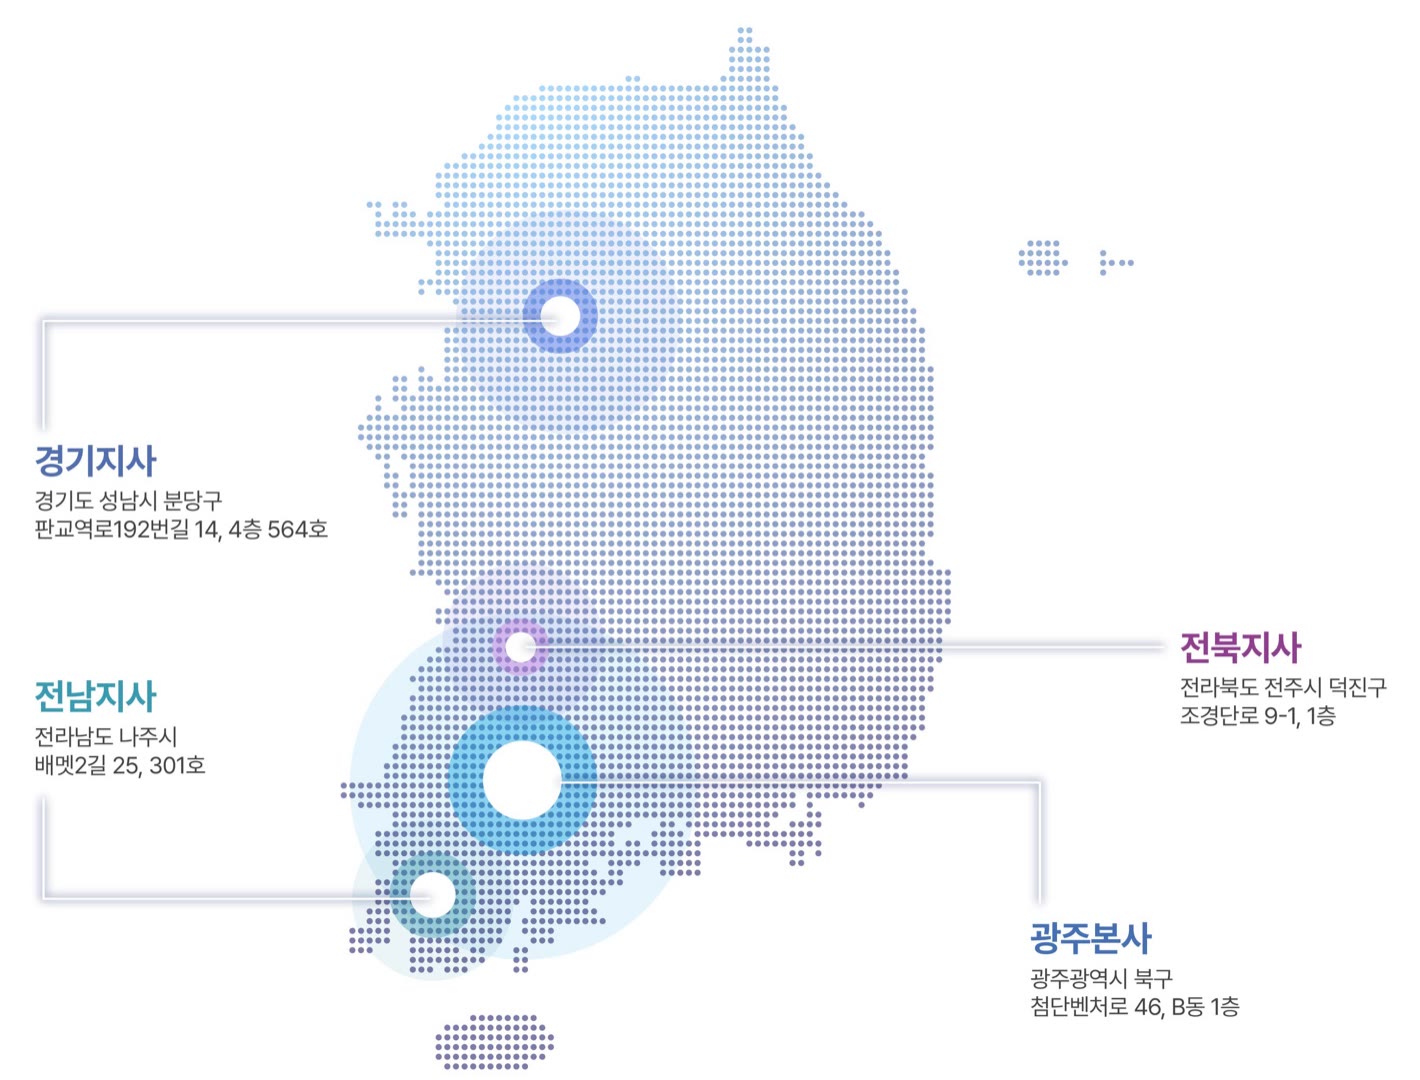 경기지사
경기도 성남시 분당구
판교역로192번길 14, 4층 564호
전북지사
전라북도 전주시 덕진구
조경단로 9-1, 1층
전남지사
전라남도 나주시
배멧2길 25, 301호
광주본사
광주광역시 북구
첨단벤처로 46, B동 1층